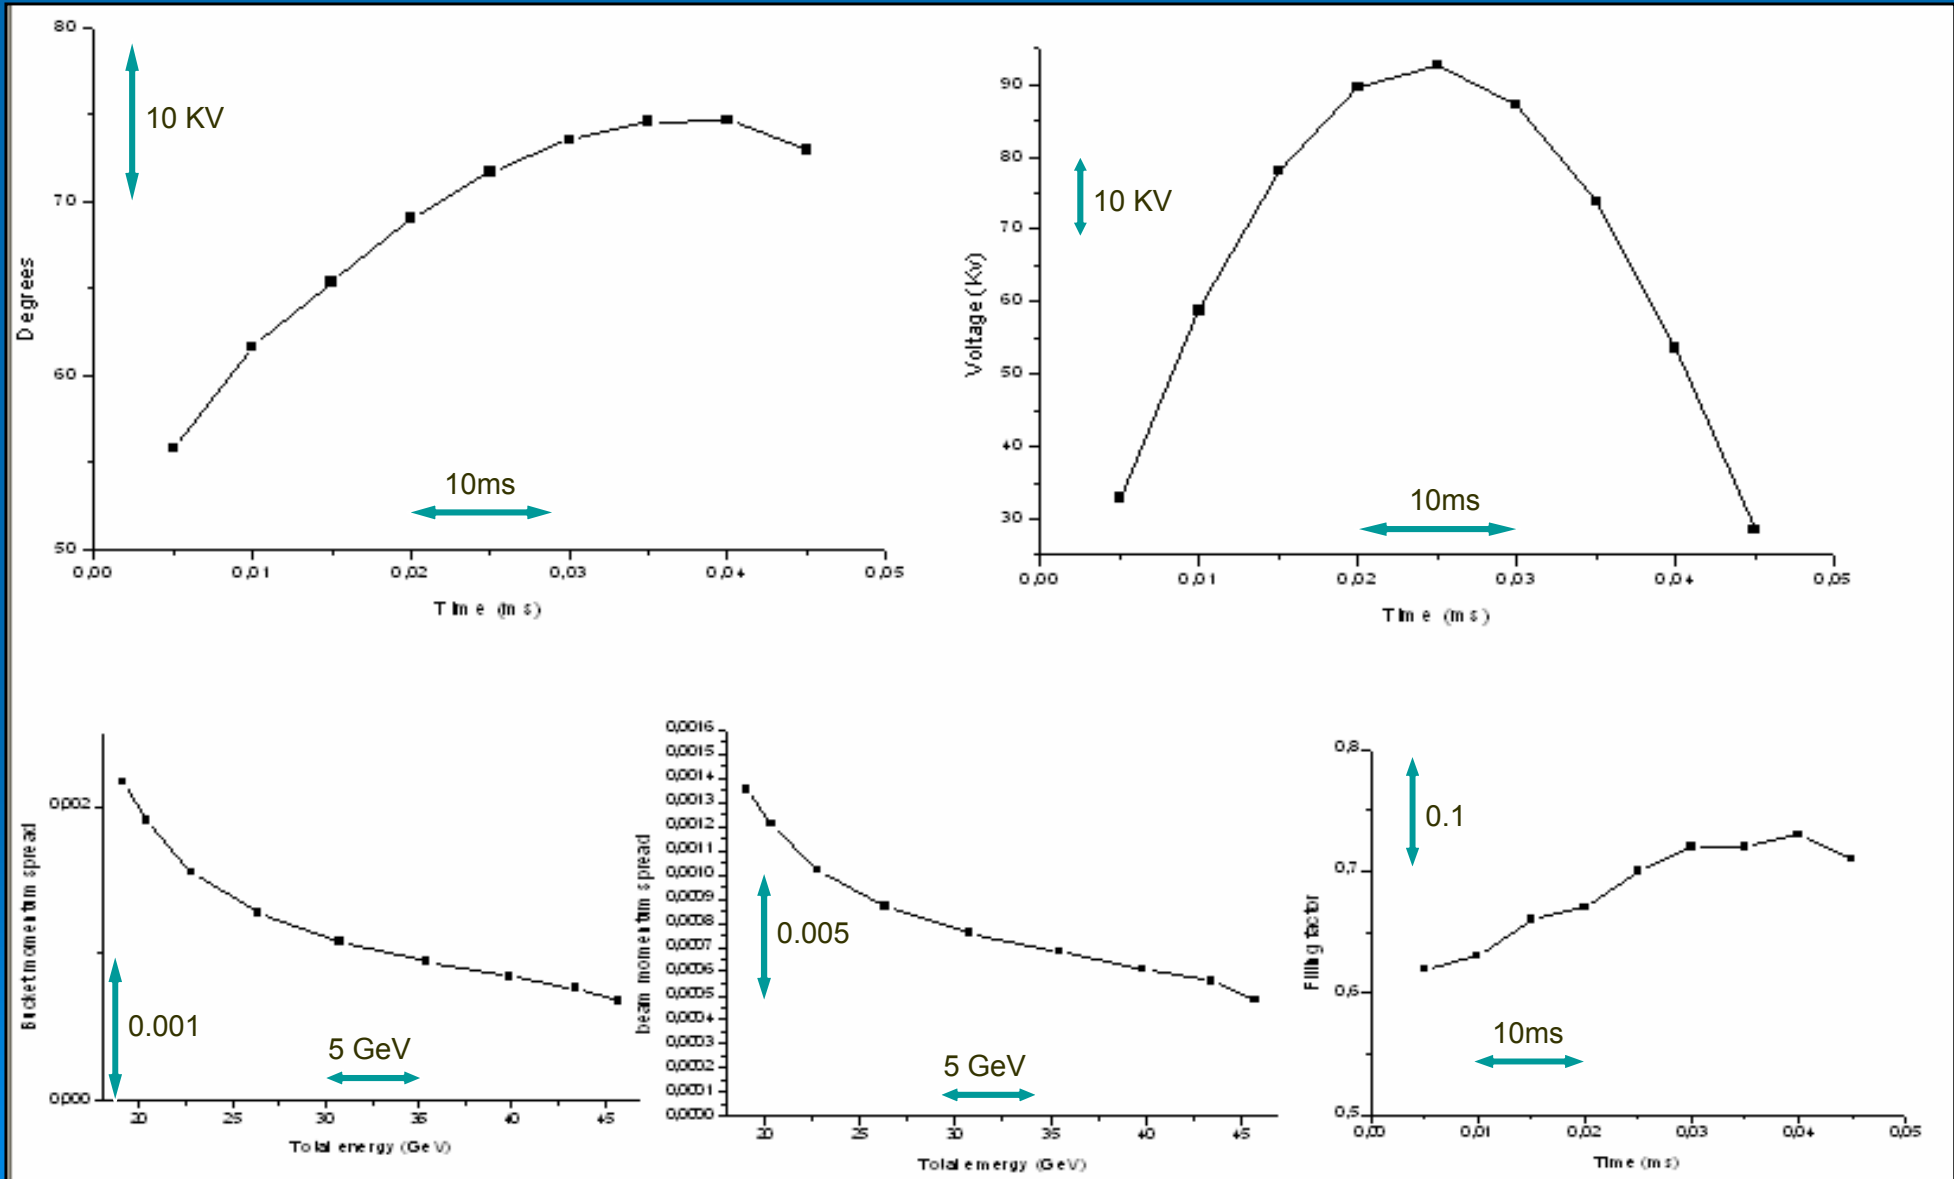 80
70
60
50
Degrees
10 KV
10ms
0,00 0,01 0,02 0,03 0,04 0,05
Time (ms)
90
80
70
60
50
40
30
Voltage (Kv)
10 KV
10ms
0,00 0,01 0,02 0,03 0,04 0,05
Time (ms)
0,002
0,000
Bucket momentum spread
0.001
5 GeV
20 25 30 35 40 45
Total energy (GeV)
0,0016
0,0015
0,0014
0,0013
0,0012
0,0011
0,0010
0,0009
0,0008
0,0007
0,0006
0,0005
0,0004
0,0003
0,0002
0,0001
0,0000
beam momentum spread
0.005
5 GeV
20 25 30 35 40 45
Total emergy (GeV)
0,8
0,7
0,6
0,5
Filling factor
0.1
10ms
0,00 0,01 0,02 0,03 0,04 0,05
Time (ms)